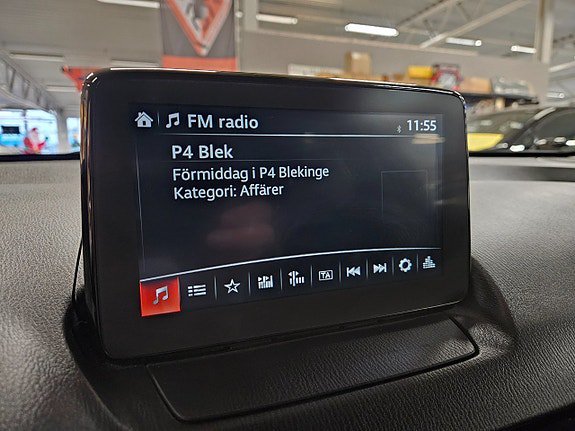 FM radio
11:55
P4 Blek
Förmiddag i P4 Blekinge
Kategori: Affärer
TA